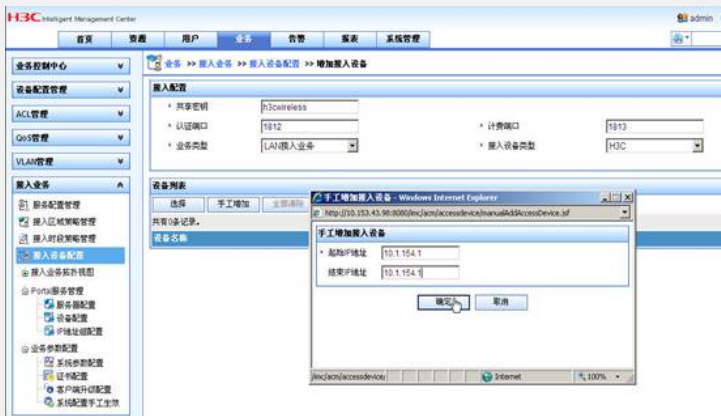 H3C Intelligent Management Center
admin
首页 资源 用户 业务 告警 报表 系统管理
业务控制中心
设备配置管理
ACL管理
QoS管理
VLAN管理
接入业务
服务配置管理
接入区域策略管理
接入时段策略管理
接入设备配置
接入业务拓扑视图
Portal服务管理
服务器配置
设备配置
IP地址组配置
业务参数配置
系统参数配置
证书配置
客户端升级配置
系统配置手工生效
业务 >> 接入业务 >> 接入设备配置 >> 增加接入设备
接入配置
* 共享密钥 h3cwireless
* 认证端口 1812 * 计费端口 1813
* 业务类型 LAN接入业务 * 接入设备类型 H3C
设备列表
选择 手工增加 全部清除
共有0条记录。
设备名称
手工增加接入设备 - Windows Internet Explorer
http://10.153.43.98:8080/imc/acm/accessdevice/manualAddAccessDevice.jsf
手工增加接入设备
* 起始IP地址 10.1.154.1
结束IP地址 10.1.154.1
确定 取消
/imc/acm/accessdevice/ Internet 100%